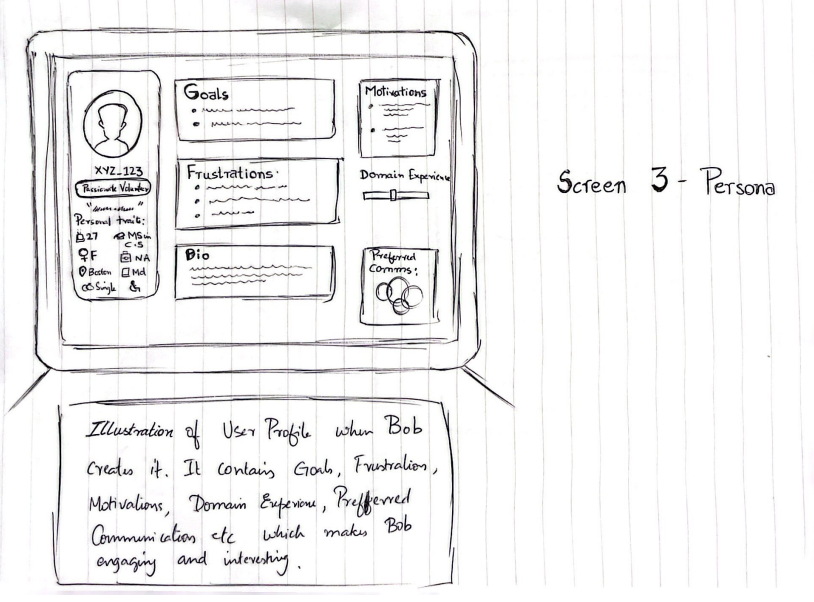 XYZ_123
Passionate Volunteer
Personal trait:
27
MS in
C.S
F
NA
Boston
Md
Single
Goals
Frustrations.
Bio
Motivations
Domain Experience
Preferred
Comms:
Screen 3 - Persona
Illustration of User Profile when Bob
Creates it. It contains Goals, Frustration,
Motivations, Domain Experience, Prefferred
Communication etc which makes Bob
engaging and interesting.